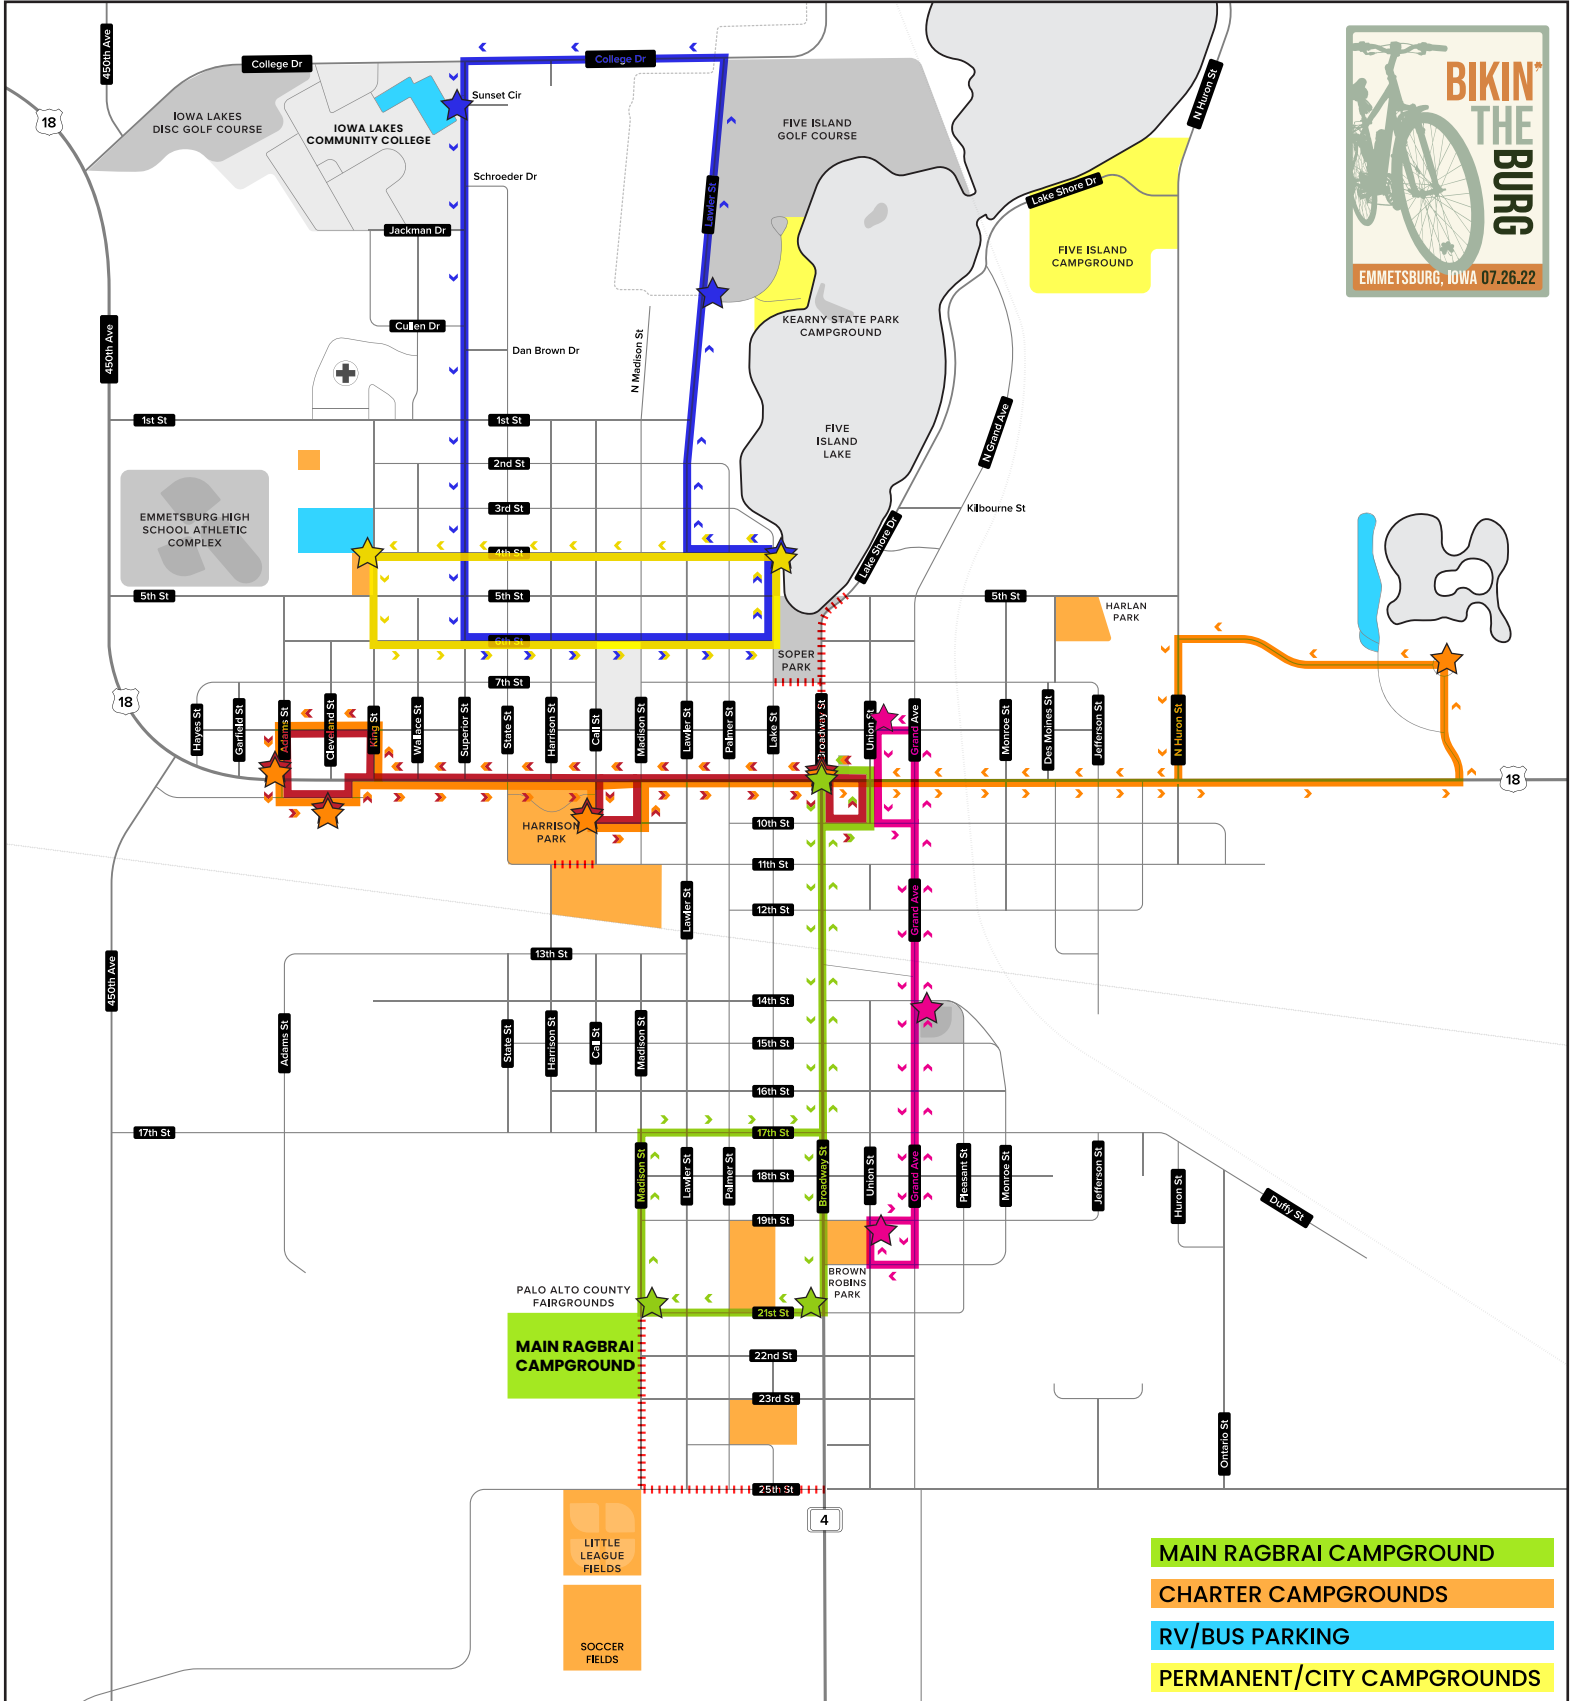 450th Ave
College Dr
College Dr
N Huron St
BIKIN'
THE
BURG
EMMETSBURG, IOWA 07.26.22
18
IOWA LAKES
DISC GOLF COURSE
IOWA LAKES
COMMUNITY COLLEGE
Sunset Cir
FIVE ISLAND
GOLF COURSE
Schroeder Dr
Lawler St
Lake Shore Dr
Jackman Dr
FIVE ISLAND
CAMPGROUND
Cullen Dr
KEARNY STATE PARK
CAMPGROUND
450th Ave
Dan Brown Dr
N Madison St
1st St
1st St
N Grand Ave
FIVE
ISLAND
LAKE
2nd St
3rd St
Kilbourne St
EMMETSBURG HIGH
SCHOOL ATHLETIC
COMPLEX
4th St
Lake Shore Dr
5th St
5th St
5th St
HARLAN
PARK
6th St
SOPER
PARK
7th St
18
Hayes St
Garfield St
Adams St
Cleveland St
King St
Wallace St
Superior St
State St
Harrison St
Call St
Madison St
Lawler St
Palmer St
Lake St
Broadway St
Union St
Grand Ave
Monroe St
Des Moines St
Jefferson St
N Huron St
18
HARRISON
PARK
10th St
11th St
Lawler St
12th St
Grand Ave
13th St
450th Ave
14th St
Adams St
State St
Harrison St
Call St
Madison St
15th St
16th St
17th St
17th St
Madison St
Lawler St
Palmer St
18th St
Broadway St
Union St
Grand Ave
Pleasant St
Monroe St
Jefferson St
Huron St
Duffy St
19th St
BROWN
ROBINS
PARK
PALO ALTO COUNTY
FAIRGROUNDS
21st St
MAIN RAGBRAI
CAMPGROUND
22nd St
23rd St
Ontario St
25th St
4
LITTLE
LEAGUE
FIELDS
SOCCER
FIELDS
MAIN RAGBRAI CAMPGROUND
CHARTER CAMPGROUNDS
RV/BUS PARKING
PERMANENT/CITY CAMPGROUNDS